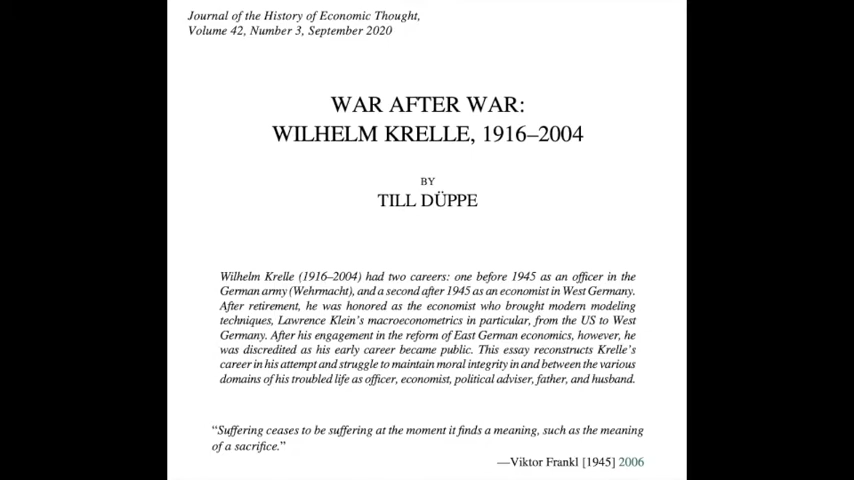 Journal of the History of Economic Thought,
Volume 42, Number 3, September 2020
WAR AFTER WAR:
WILHELM KRELLE, 1916–2004
BY
TILL DÜPPE
Wilhelm Krelle (1916–2004) had two careers: one before 1945 as an officer in the
German army (Wehrmacht), and a second after 1945 as an economist in West Germany.
After retirement, he was honored as the economist who brought modern modeling
techniques, Lawrence Klein’s macroeconometrics in particular, from the US to West
Germany. After his engagement in the reform of East German economics, however, he
was discredited as his early career became public. This essay reconstructs Krelle’s
career in his attempt and struggle to maintain moral integrity in and between the various
domains of his troubled life as officer, economist, political adviser, father, and husband.
“Suffering ceases to be suffering at the moment it finds a meaning, such as the meaning
of a sacrifice.”
—Viktor Frankl [1945] 2006